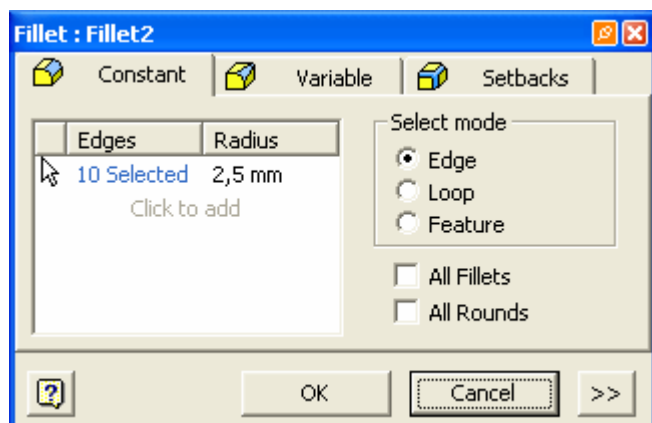 Fillet : Fillet2
Constant
Variable
Setbacks
Edges Radius
10 Selected 2,5 mm
Click to add
Select mode
Edge
Loop
Feature
All Fillets
All Rounds
?
OK
Cancel
>>